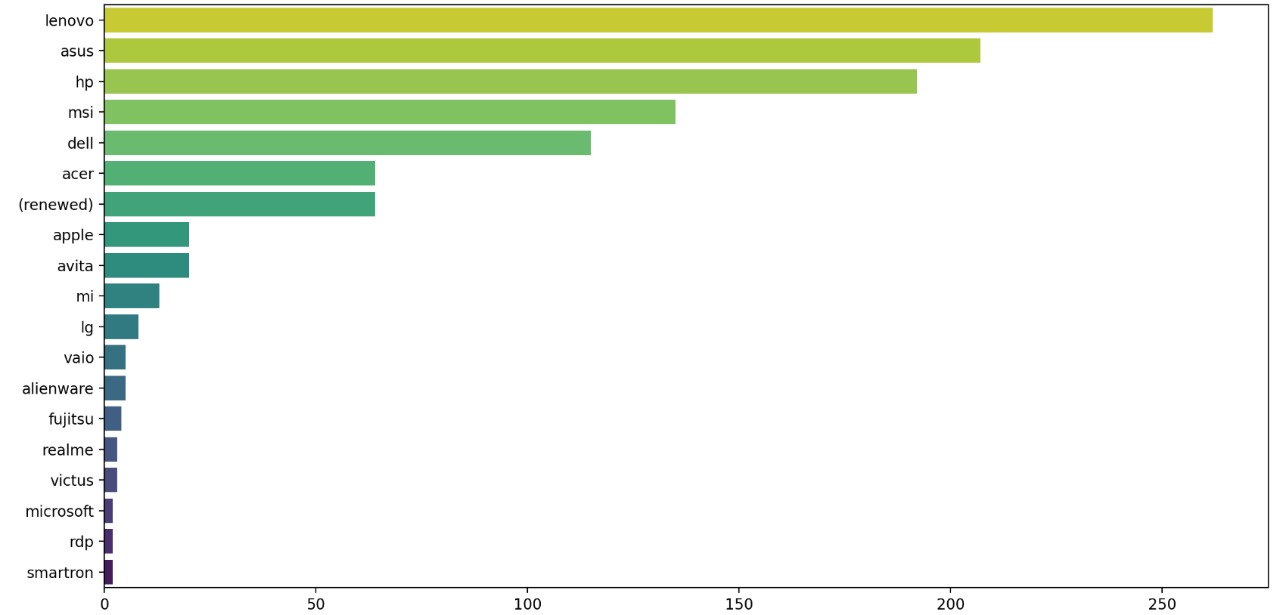 lenovo
asus
hp
msi
dell
acer
(renewed)
apple
avita
mi
lg
vaio
alienware
fujitsu
realme
victus
microsoft
rdp
smartron
0 50 100 150 200 250